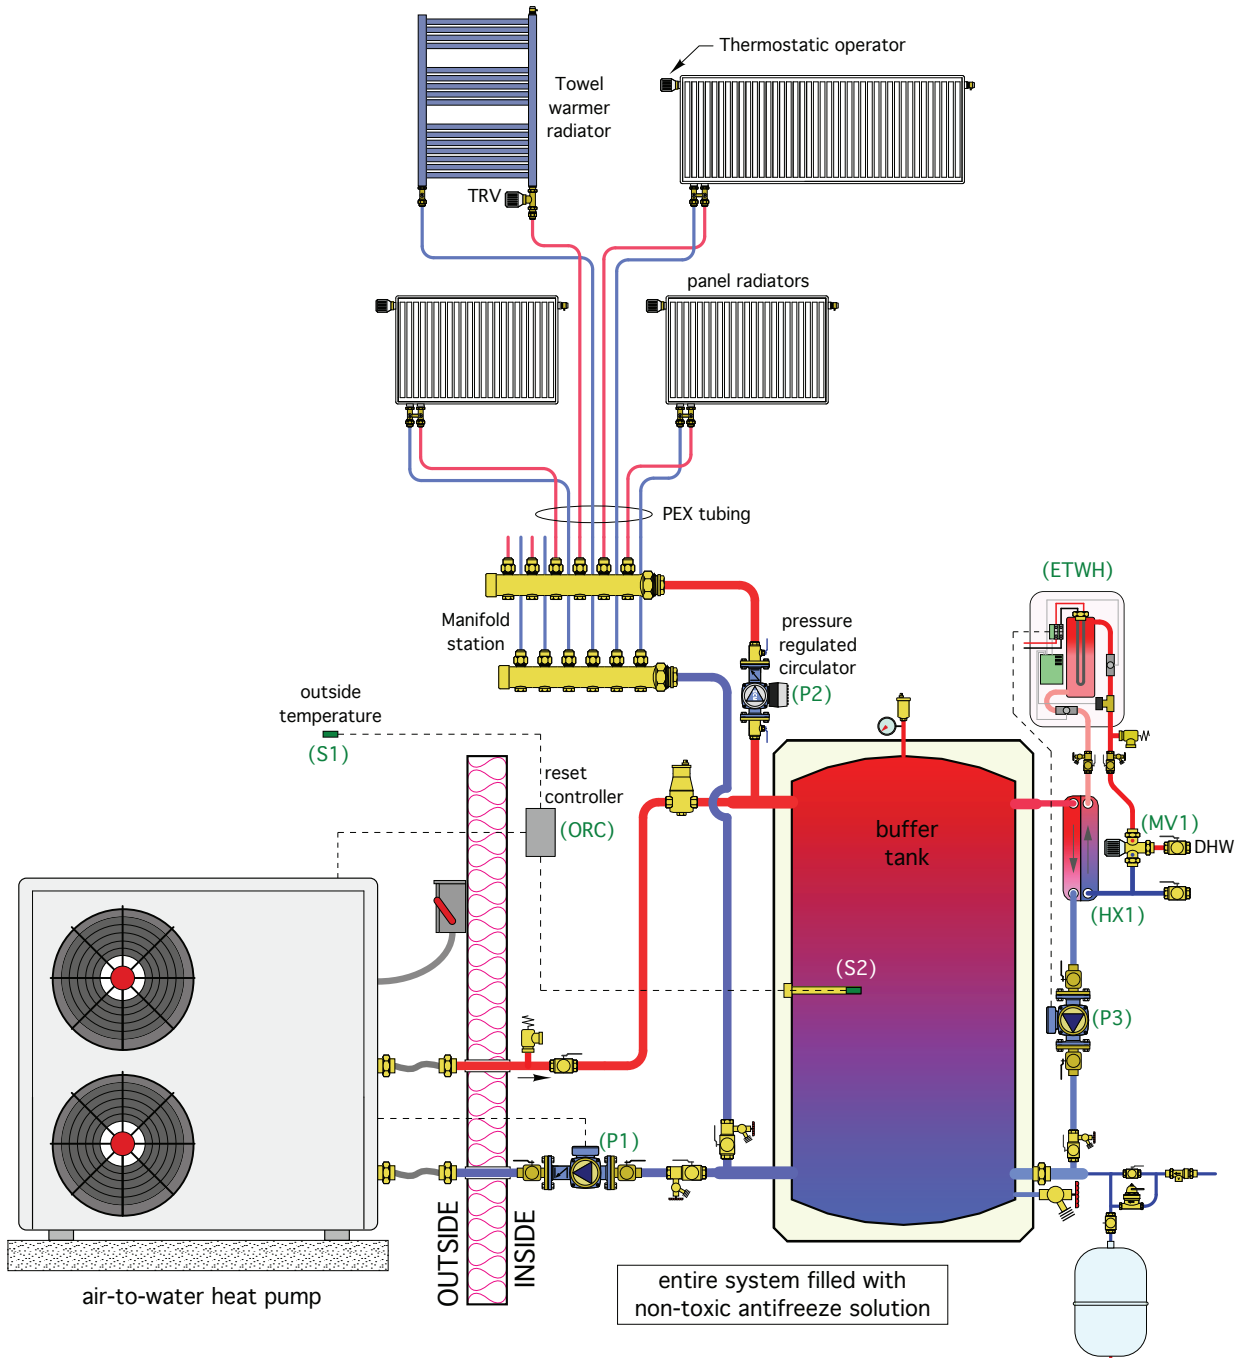 Thermostatic operator
Towel
warmer
radiator
TRV
panel radiators
PEX tubing
(ETWH)
Manifold
station
pressure
regulated
circulator
(P2)
outside
temperature
(S1)
reset
controller
(ORC)
buffer
tank
(MV1)
DHW
(HX1)
(S2)
(P3)
(P1)
OUTSIDE
INSIDE
air-to-water heat pump
entire system filled with
non-toxic antifreeze solution